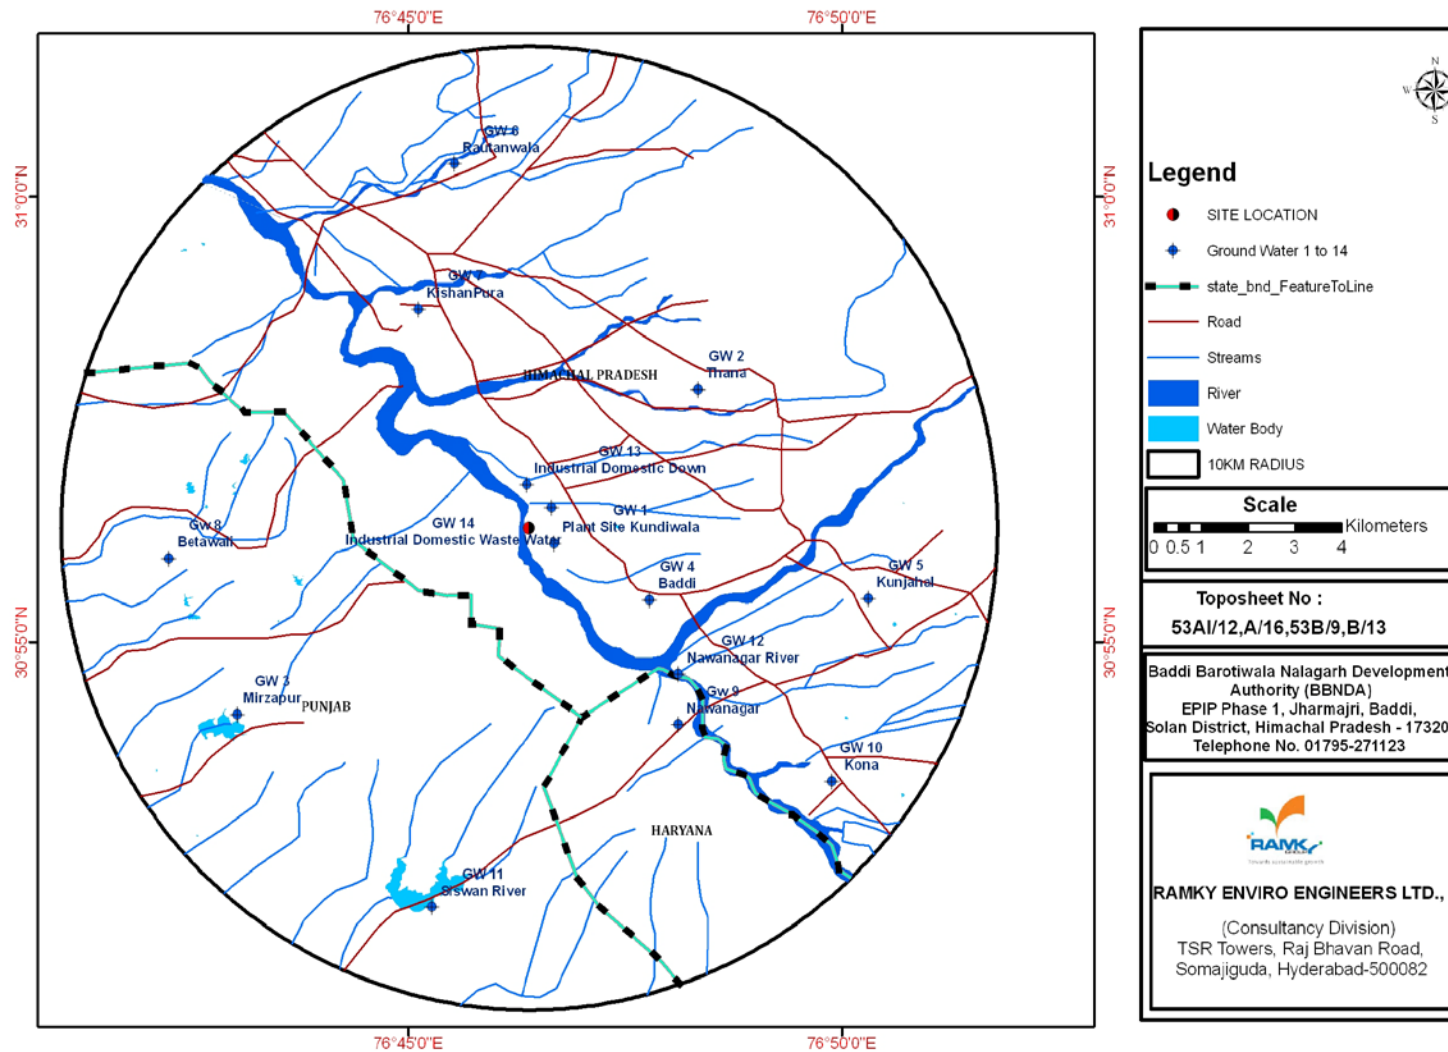 76°45'0"E
76°50'0"E
31°0'0"N
31°0'0"N
30°55'0"N
30°55'0"N
76°45'0"E
76°50'0"E
GW 6
Rautanwala
GW 7
KishanPura
GW 2
Thana
HIMACHAL PRADESH
GW 13
Industrial Domestic Down
GW 1
Plant Site Kundiwala
GW 14
Industrial Domestic Waste Water
Gw 8
Betawali
GW 4
Baddi
GW 5
Kunjahal
GW 12
Nawanagar River
Gw 9
Nawanagar
GW 3
Mirzapur
PUNJAB
GW 10
Kona
HARYANA
GW 11
Siswan River
N
W
S
Legend
SITE LOCATION
Ground Water 1 to 14
state_bnd_FeatureToLine
Road
Streams
River
Water Body
10KM RADIUS
Scale
Kilometers
0 0.5 1 2 3 4
Toposheet No :
53AI/12,A/16,53B/9,B/13
Baddi Barotiwala Nalagarh Development
Authority (BBNDA)
EPIP Phase 1, Jharmajri, Baddi,
Solan District, Himachal Pradesh - 17320
Telephone No. 01795-271123
RAMKY
GROUP
Towards sustainable growth
RAMKY ENVIRO ENGINEERS LTD.,
(Consultancy Division)
TSR Towers, Raj Bhavan Road,
Somajiguda, Hyderabad-500082